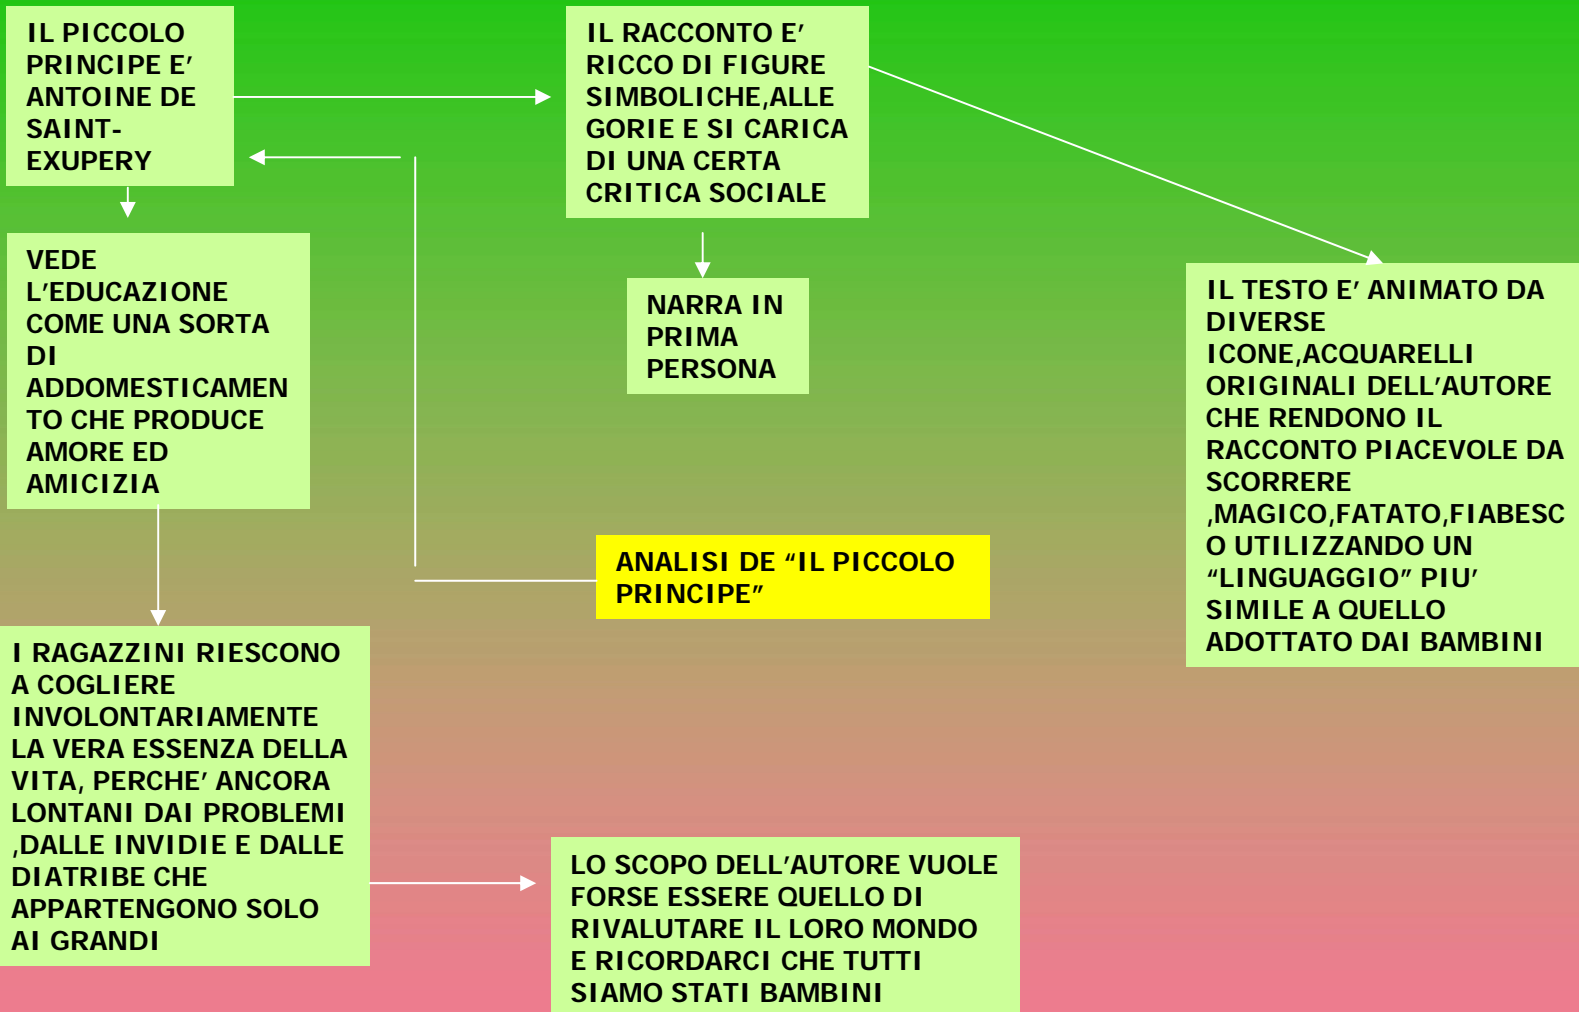 IL PICCOLO
PRINCIPE E’
ANTOINE DE
SAINT-
EXUPERY
IL RACCONTO E’
RICCO DI FIGURE
SIMBOLICHE,ALLE
GORIE E SI CARICA
DI UNA CERTA
CRITICA SOCIALE
VEDE
L’EDUCAZIONE
COME UNA SORTA
DI
ADDOMESTICAMEN
TO CHE PRODUCE
AMORE ED
AMICIZIA
NARRA IN
PRIMA
PERSONA
IL TESTO E’ ANIMATO DA
DIVERSE
ICONE,ACQUARELLI
ORIGINALI DELL’AUTORE
CHE RENDONO IL
RACCONTO PIACEVOLE DA
SCORRERE
,MAGICO,FATATO,FIABESC
O UTILIZZANDO UN
“LINGUAGGIO” PIU’
SIMILE A QUELLO
ADOTTATO DAI BAMBINI
ANALISI DE “IL PICCOLO
PRINCIPE”
I RAGAZZINI RIESCONO
A COGLIERE
INVOLONTARIAMENTE
LA VERA ESSENZA DELLA
VITA, PERCHE’ ANCORA
LONTANI DAI PROBLEMI
,DALLE INVIDIE E DALLE
DIATRIBE CHE
APPARTENGONO SOLO
AI GRANDI
LO SCOPO DELL’AUTORE VUOLE
FORSE ESSERE QUELLO DI
RIVALUTARE IL LORO MONDO
E RICORDARCI CHE TUTTI
SIAMO STATI BAMBINI